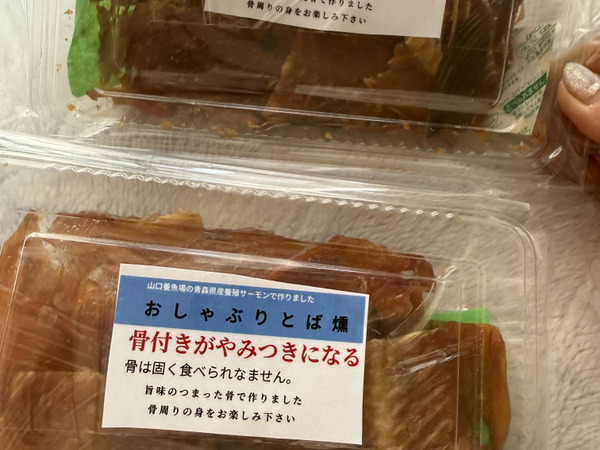 骨周りの身をお楽しみ下さい
山口養魚場の青森県産養殖サーモンで作りました
おしゃぶりとば燻
骨付きがやみつきになる
骨は固く食べられなません。
旨味のつまった骨で作りました
骨周りの身をお楽しみ下さい